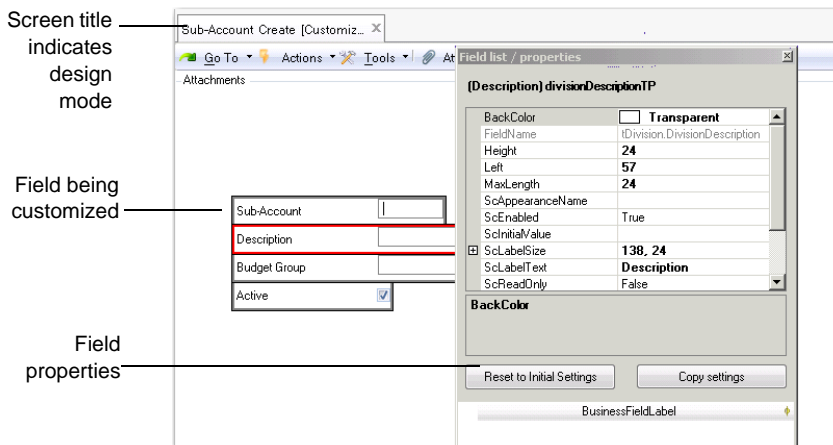 Screen title
indicates
design
mode
Sub-Account Create [Customiz... X
Go To Actions Tools At
Attachments
Field being
customized
Sub-Account
Description
Budget Group
Active
Field
properties
Field list / properties
(Description) divisionDescriptionTP
BackColor Transparent
FieldName tDivision.DivisionDescription
Height 24
Left 57
MaxLength 24
ScAppearanceName
ScEnabled True
ScInitialValue
ScLabelSize 138, 24
ScLabelText Description
ScReadOnly False
BackColor
Reset to Initial Settings Copy settings
BusinessFieldLabel